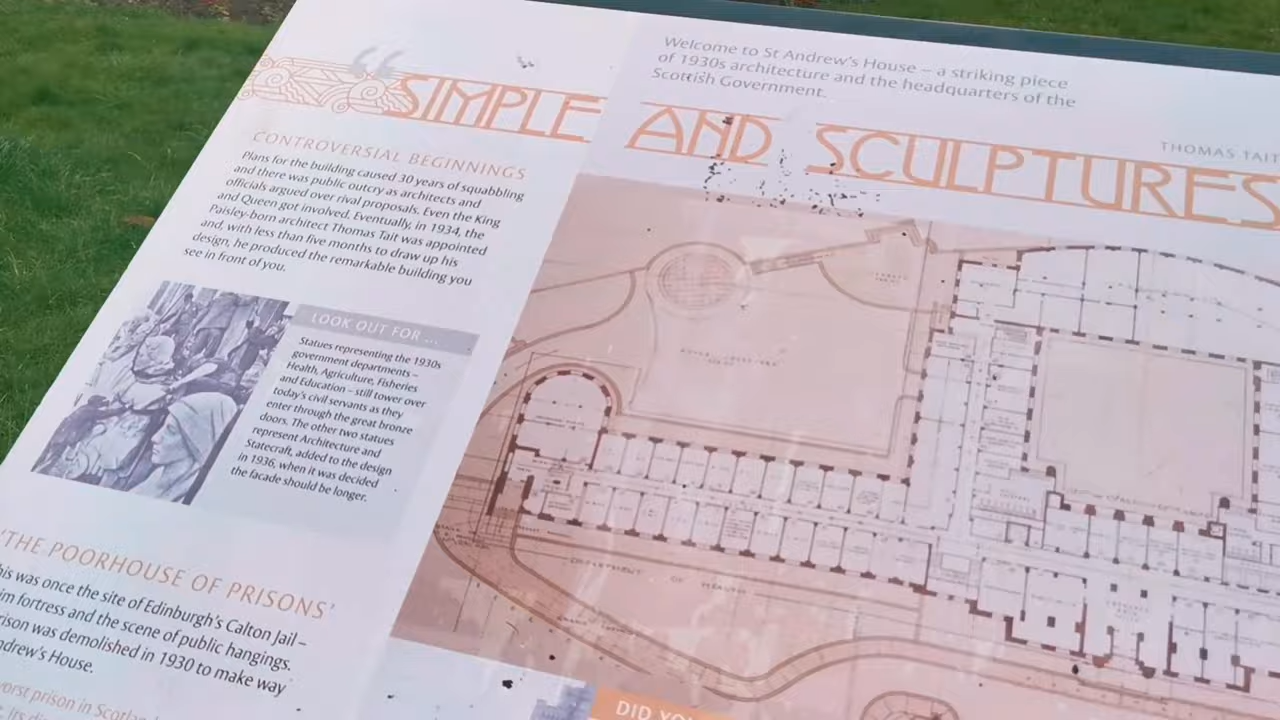 Welcome to St Andrew's House – a striking piece
of 1930s architecture and the headquarters of the
Scottish Government.
“SIMPLE AND SCULPTURES
THOMAS TAIT
CONTROVERSIAL BEGINNINGS
Plans for the building caused 30 years of squabbling
and there was public outcry as architects and
officials argued over rival proposals. Even the King
and Queen got involved. Eventually, in 1934, the
Paisley-born architect Thomas Tait was appointed
and, with less than five months to draw up his
design, he produced the remarkable building you
see in front of you.
LOOK OUT FOR ...
Statues representing the 1930s
government departments –
Health, Agriculture, Fisheries
and Education – still tower over
today's civil servants as they
enter through the great bronze
doors. The other two statues
represent Architecture and
Statecraft, added to the design
in 1936, when it was decided
the facade should be longer.
'THE POORHOUSE OF PRISONS'
his was once the site of Edinburgh's Calton Jail –
im fortress and the scene of public hangings.
rison was demolished in 1930 to make way
ndrew's House.
orst prison in Scotlan
DEPARTMENT OF HEALTH
DID YOU